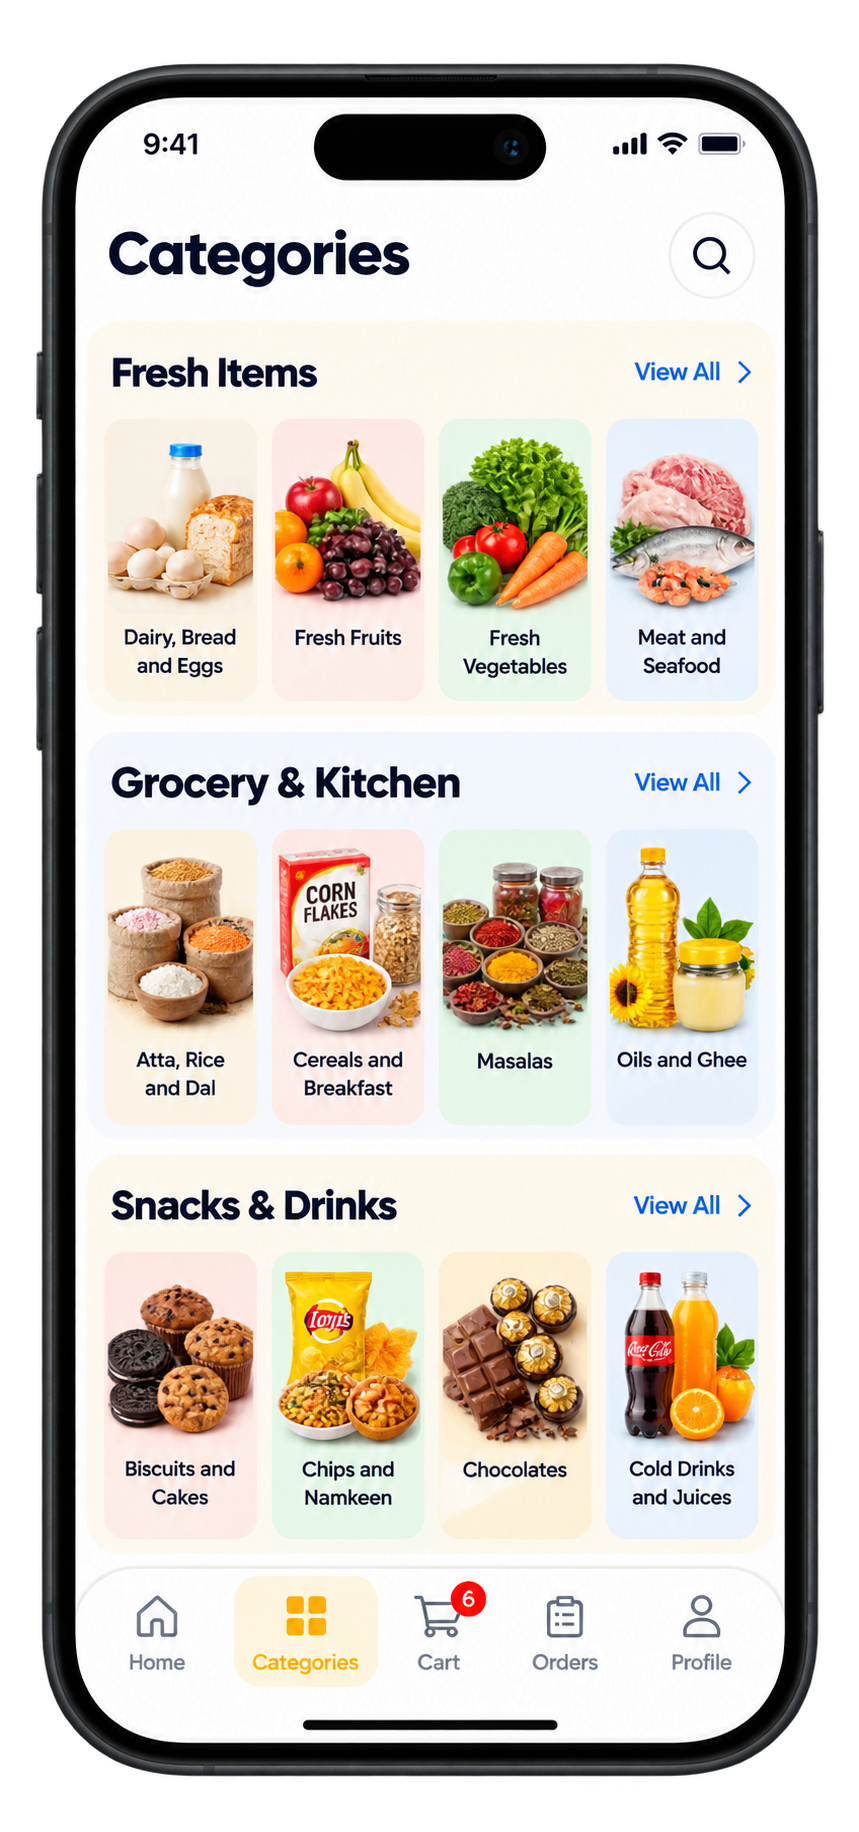 9:41
Categories
Fresh Items
View All
Dairy, Bread
and Eggs
Fresh Fruits
Fresh
Vegetables
Meat and
Seafood
Grocery & Kitchen
View All
CORN
FLAKES
Atta, Rice
and Dal
Cereals and
Breakfast
Masalas
Oils and Ghee
Snacks & Drinks
View All
Biscuits and
Cakes
Chips and
Namkeen
Chocolates
Cold Drinks
and Juices
6
Home
Categories
Cart
Orders
Profile